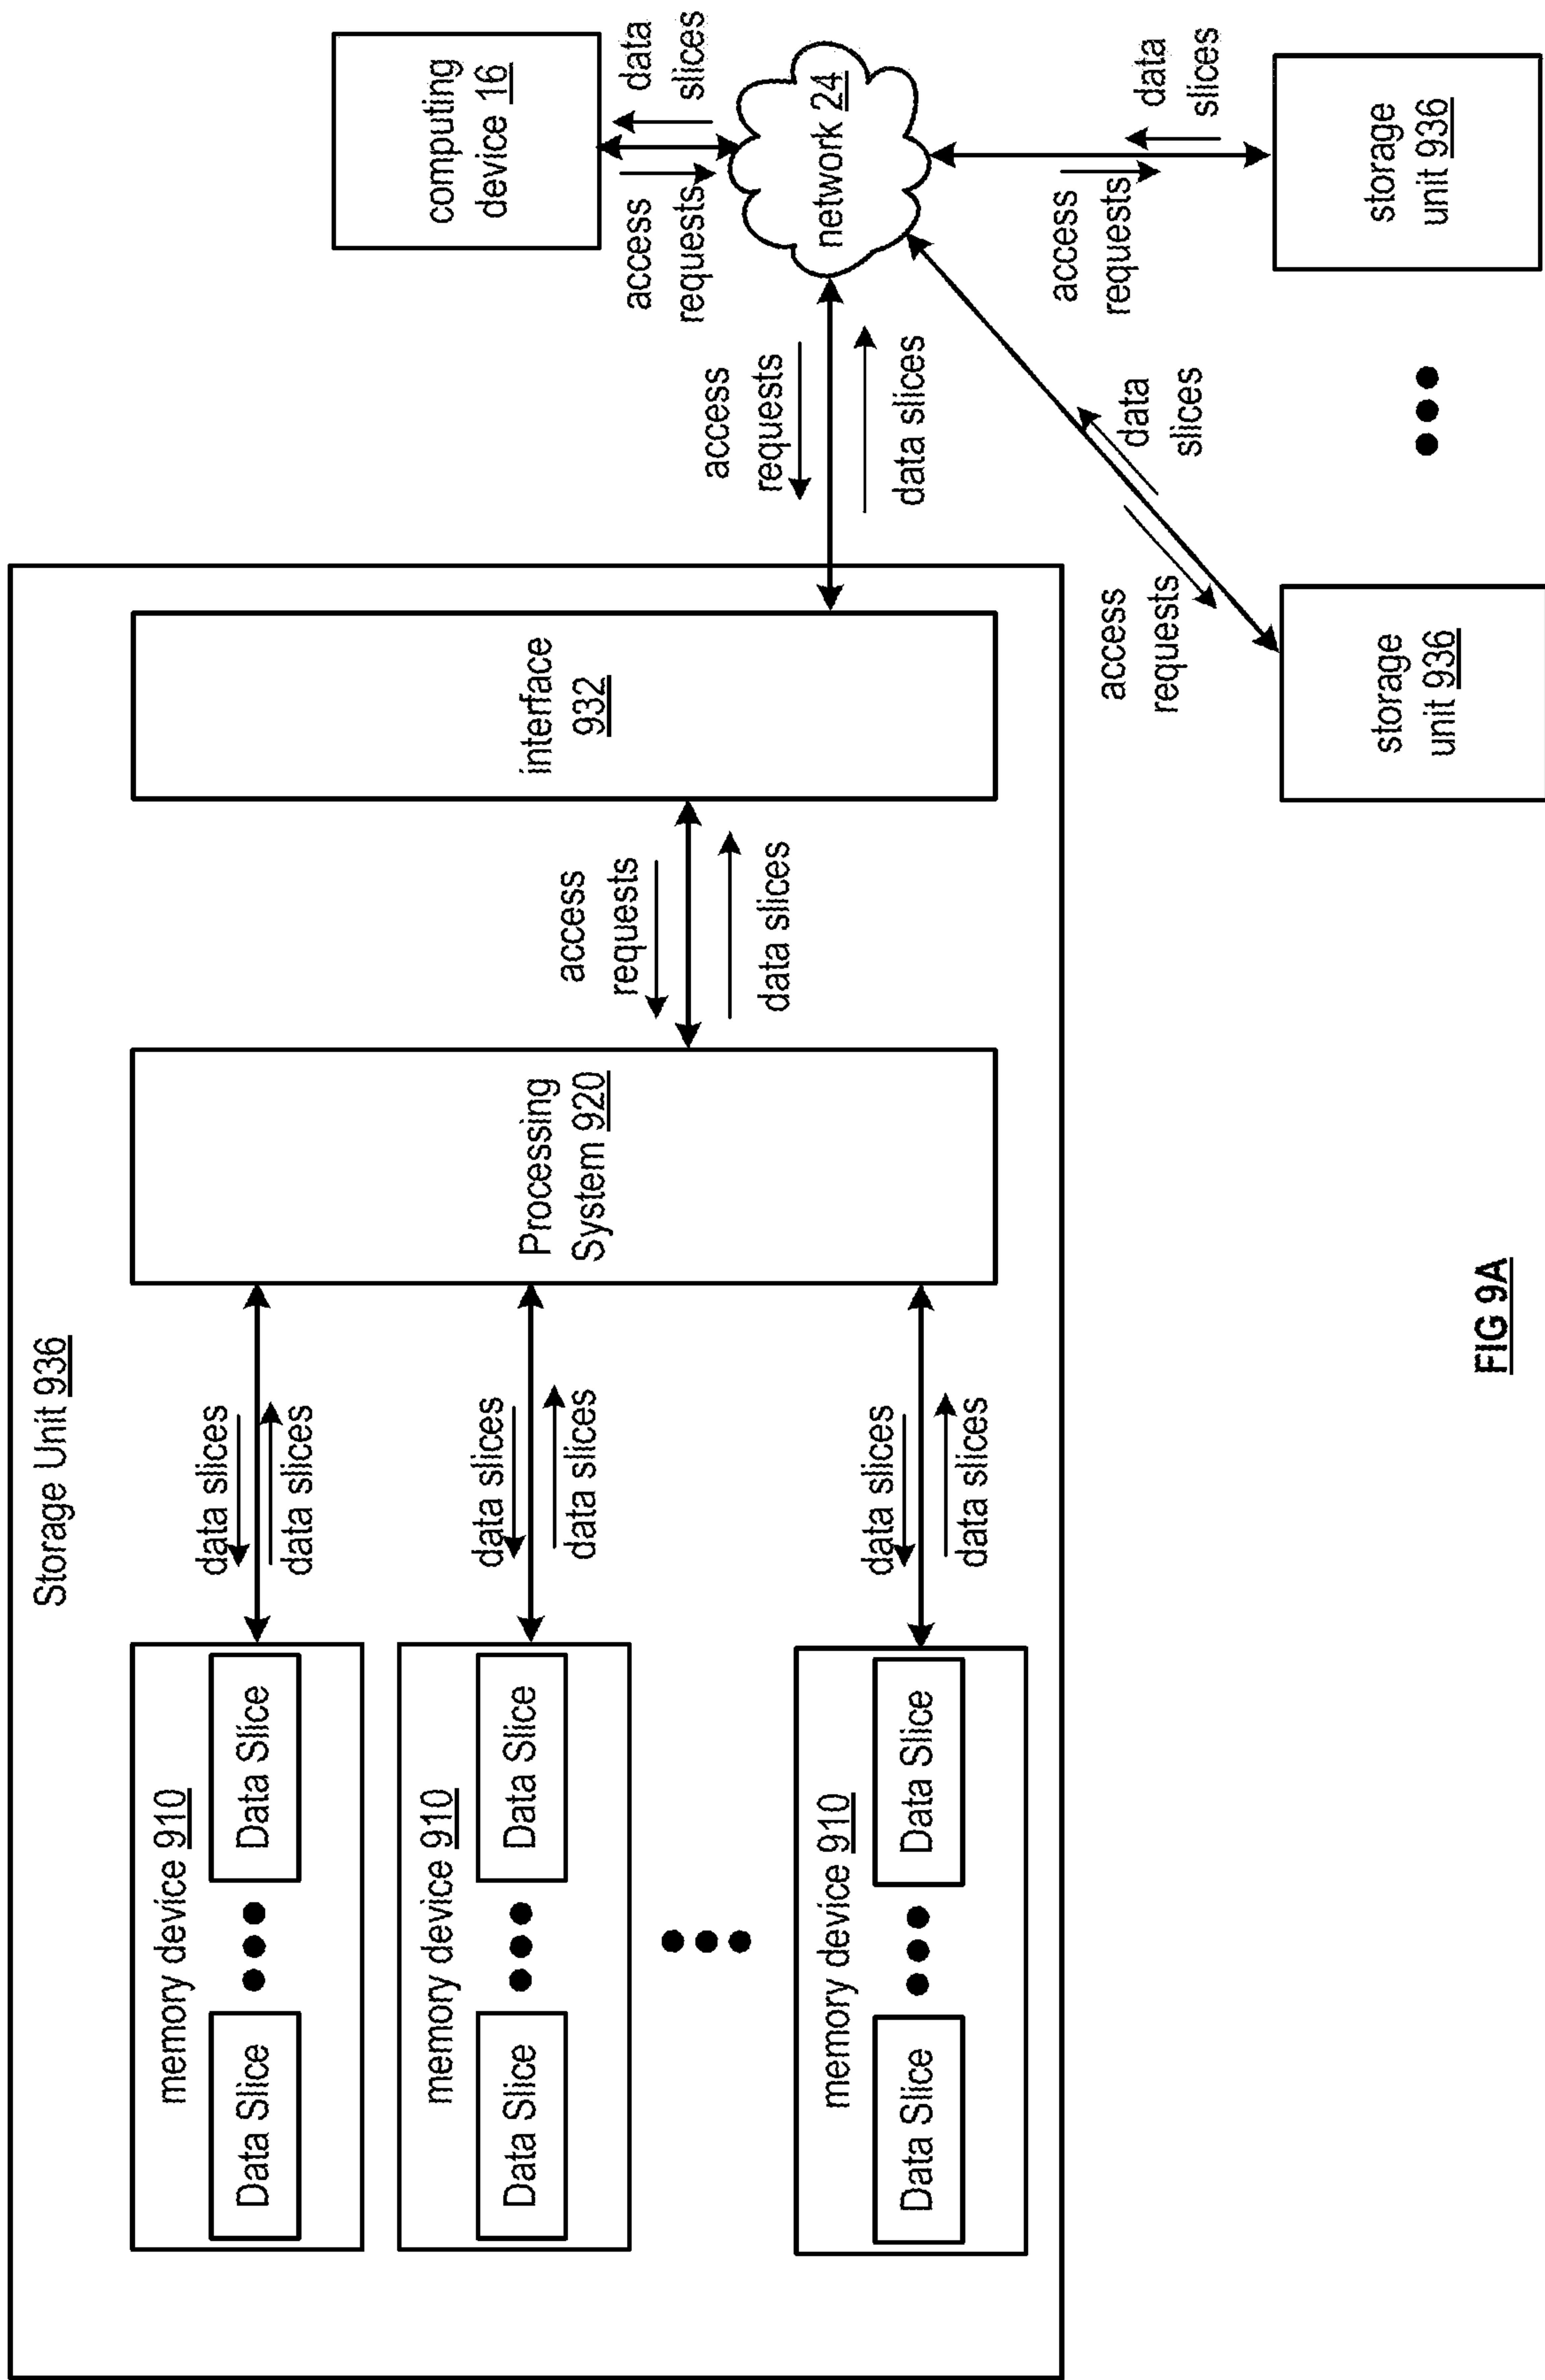 Storage Unit 936
memory device 910
Data Slice
Data Slice
data slices
data slices
memory device 910
Data Slice
Data Slice
data slices
data slices
memory device 910
Data Slice
Data Slice
data slices
data slices
Processing
System 920
access
requests
data slices
interface
932
access
requests
data slices
computing
device 16
access
requests
data
slices
network 24
access
requests
data
slices
access
requests
data
slices
storage
unit 936
storage
unit 936
FIG 9A